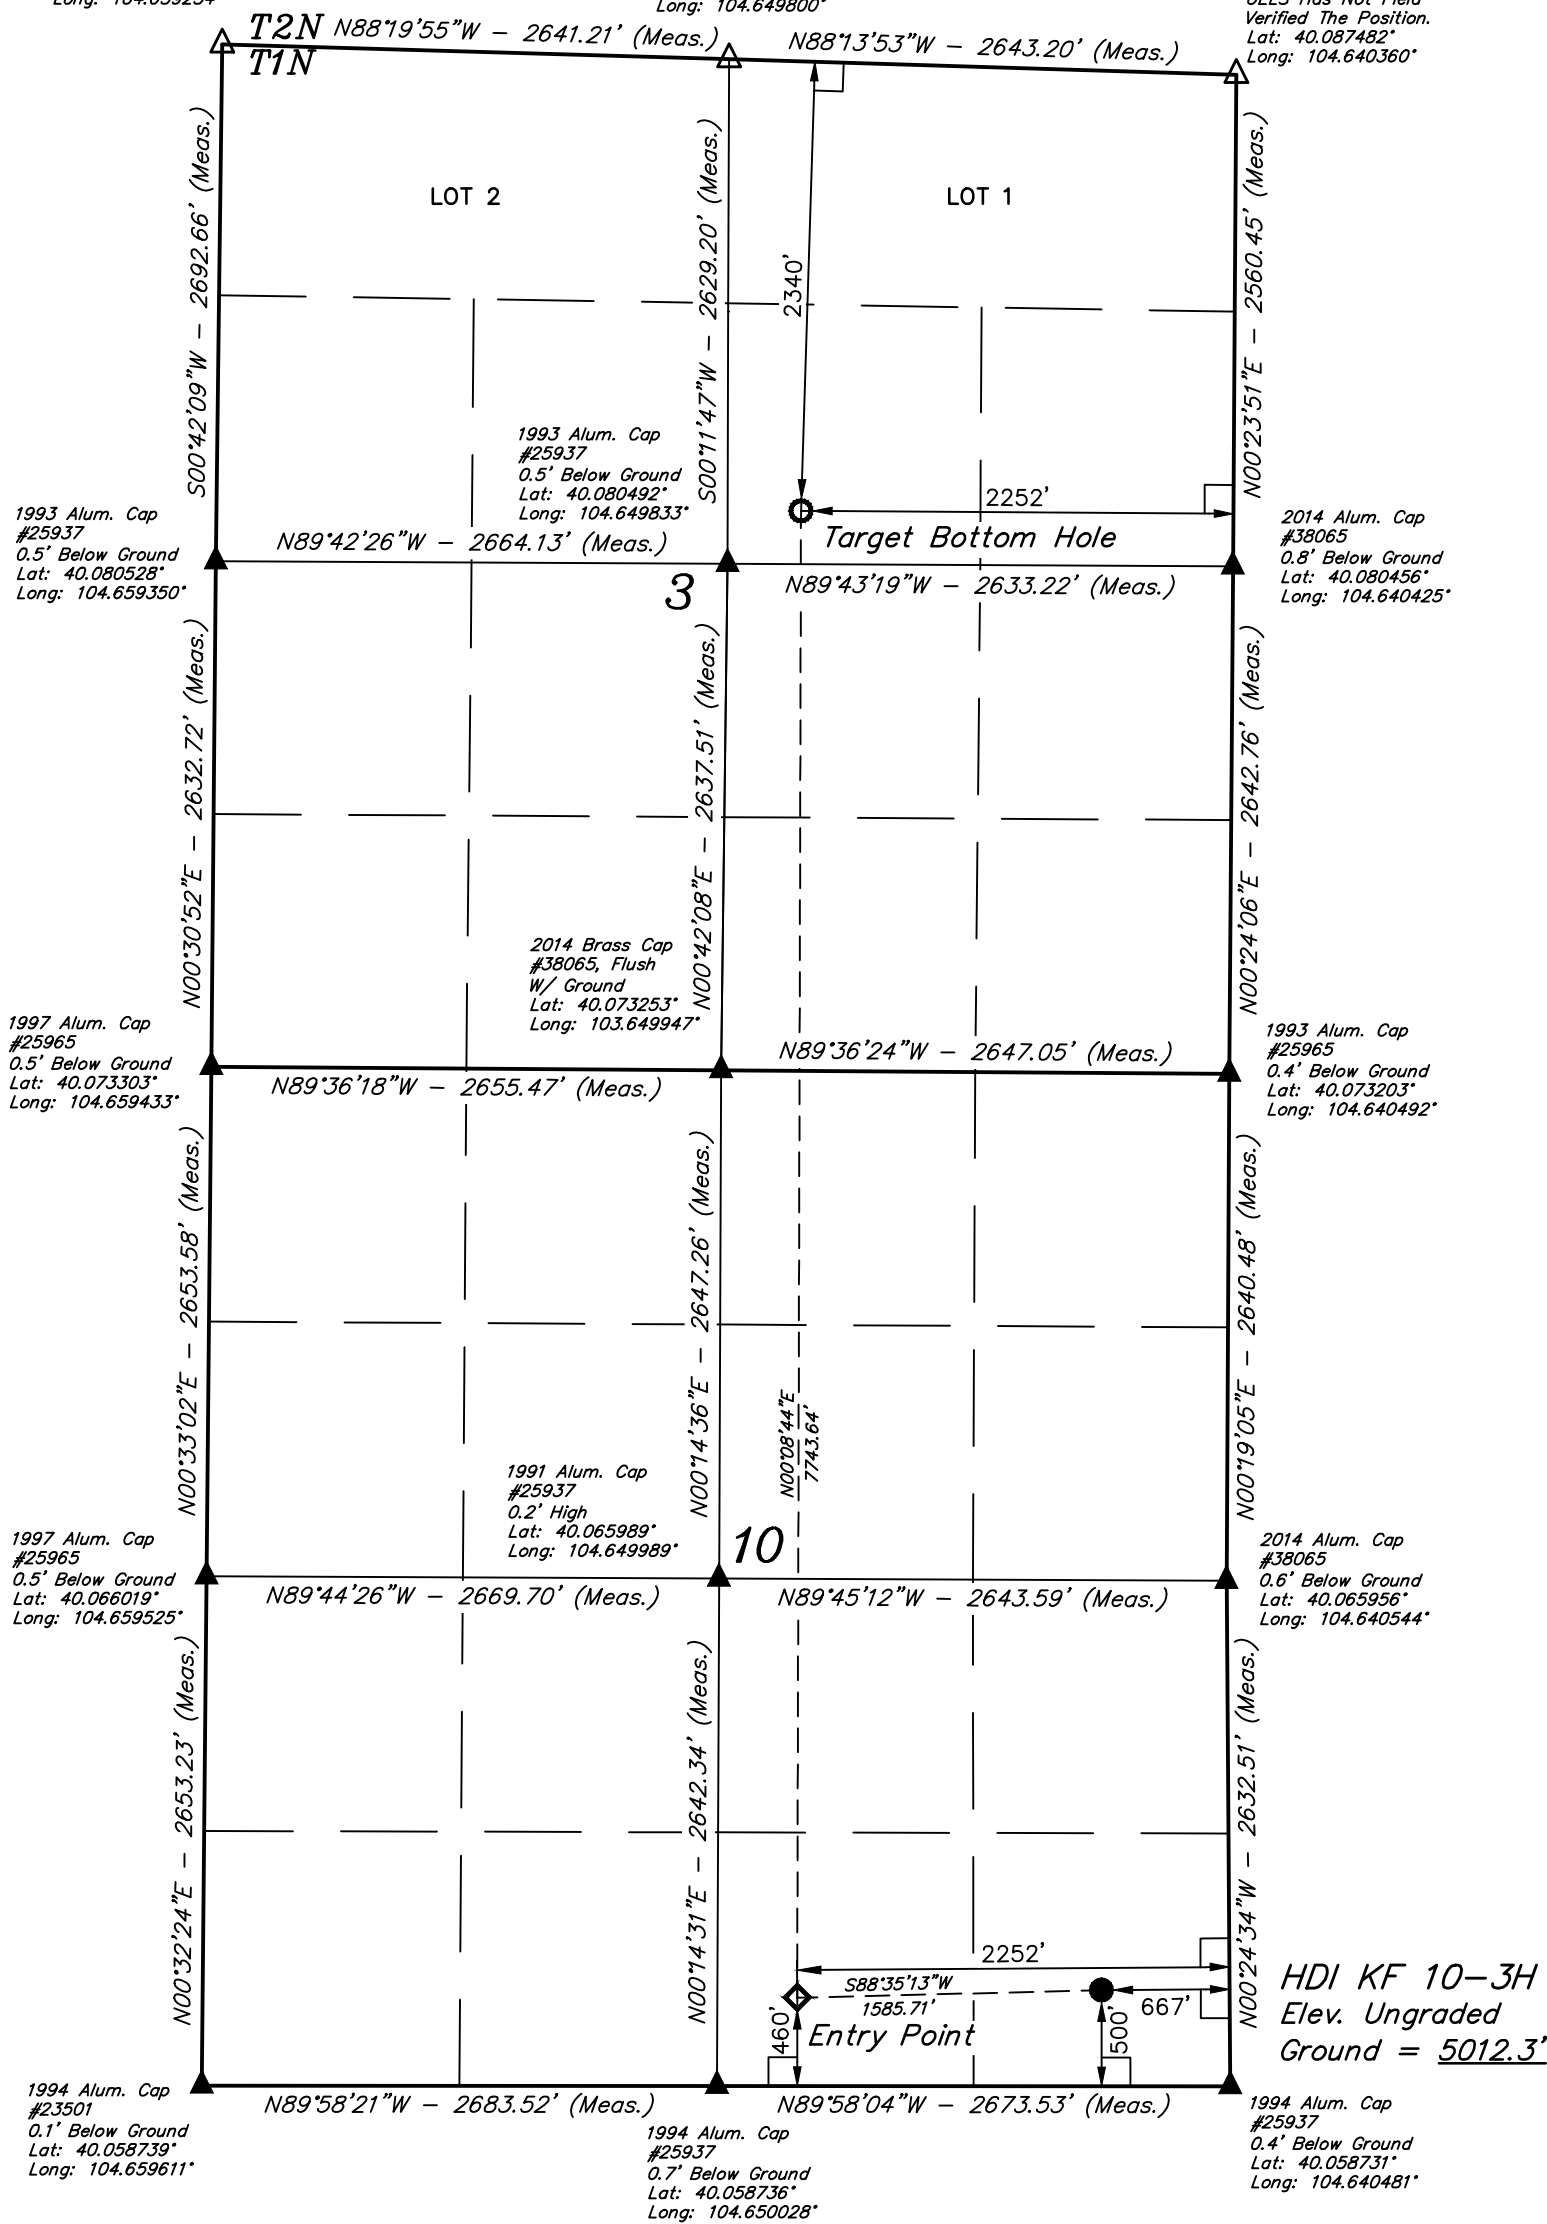 Long: 104.649800°
Verified The Position.
Lat: 40.087482°
Long: 104.640360°
T2N
T1N
N88°19'55"W - 2641.21' (Meas.)
N88°13'53"W - 2643.20' (Meas.)
S00°42'09"W - 2692.66' (Meas.)
LOT 2
S00°11'47"W - 2629.20' (Meas.)
LOT 1
2340'
N00°23'51"E - 2560.45' (Meas.)
1993 Alum. Cap
#25937
0.5' Below Ground
Lat: 40.080492°
Long: 104.649833°
2252'
Target Bottom Hole
1993 Alum. Cap
#25937
0.5' Below Ground
Lat: 40.080528°
Long: 104.659350°
N89°42'26"W - 2664.13' (Meas.)
3
N89°43'19"W - 2633.22' (Meas.)
2014 Alum. Cap
#38065
0.8' Below Ground
Lat: 40.080456°
Long: 104.640425°
N00°30'52"E - 2632.72' (Meas.)
N00°42'08"E - 2637.51' (Meas.)
N00°24'06"E - 2642.76' (Meas.)
2014 Brass Cap
#38065, Flush
W/ Ground
Lat: 40.073253°
Long: 103.649947°
1997 Alum. Cap
#25965
0.5' Below Ground
Lat: 40.073303°
Long: 104.659433°
N89°36'18"W - 2655.47' (Meas.)
N89°36'24"W - 2647.05' (Meas.)
1993 Alum. Cap
#25965
0.4' Below Ground
Lat: 40.073203°
Long: 104.640492°
N00°33'02"E - 2653.58' (Meas.)
N00°14'36"E - 2647.26' (Meas.)
N00°08'44"E
7743.64'
N00°19'05"E - 2640.48' (Meas.)
1991 Alum. Cap
#25937
0.2' High
Lat: 40.065989°
Long: 104.649989°
10
1997 Alum. Cap
#25965
0.5' Below Ground
Lat: 40.066019°
Long: 104.659525°
N89°44'26"W - 2669.70' (Meas.)
N89°45'12"W - 2643.59' (Meas.)
2014 Alum. Cap
#38065
0.6' Below Ground
Lat: 40.065956°
Long: 104.640544°
N00°32'24"E - 2653.23' (Meas.)
N00°14'31"E - 2642.34' (Meas.)
N00°24'34"W - 2632.51' (Meas.)
2252'
S88°35'13"W
1585.71'
667'
460'
Entry Point
500'
HDI KF 10-3H
Elev. Ungraded
Ground = 5012.3'
N89°58'21"W - 2683.52' (Meas.)
N89°58'04"W - 2673.53' (Meas.)
1994 Alum. Cap
#23501
0.1' Below Ground
Lat: 40.058739°
Long: 104.659611°
1994 Alum. Cap
#25937
0.7' Below Ground
Lat: 40.058736°
Long: 104.650028°
1994 Alum. Cap
#25937
0.4' Below Ground
Lat: 40.058731°
Long: 104.640481°